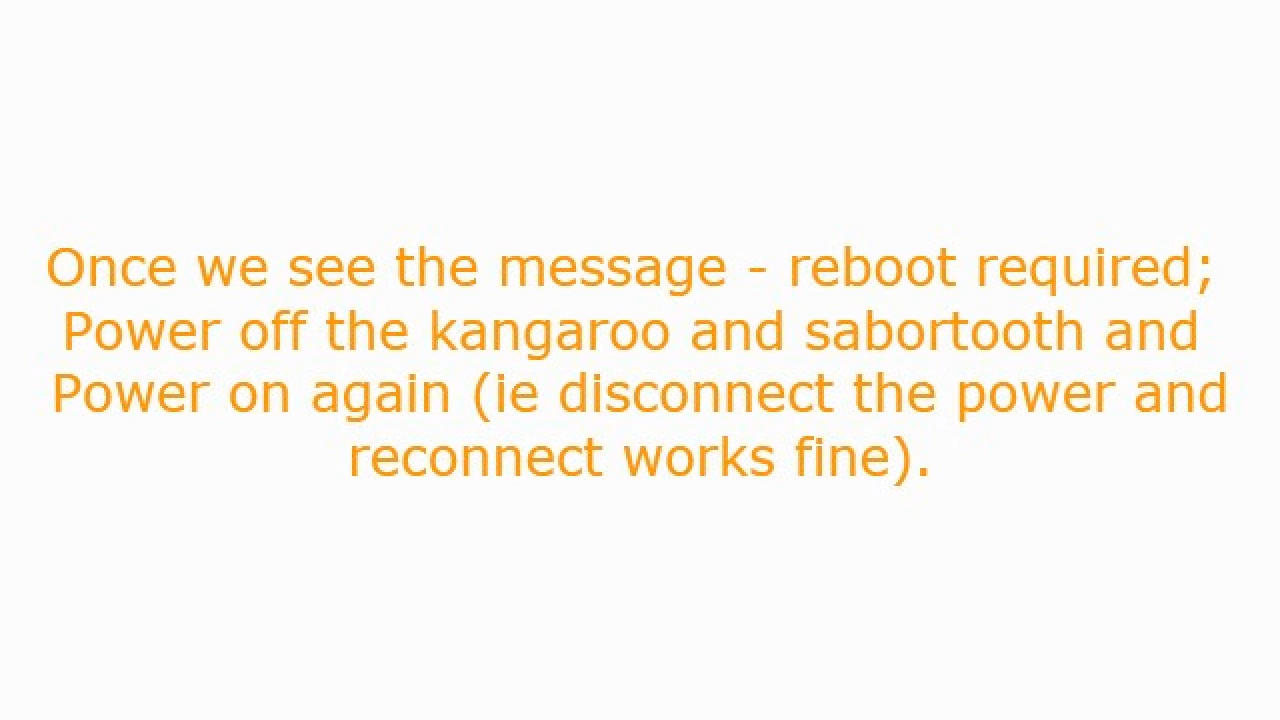 Once we see the message - reboot required;
Power off the kangaroo and sabortooth and
Power on again (ie disconnect the power and
reconnect works fine).